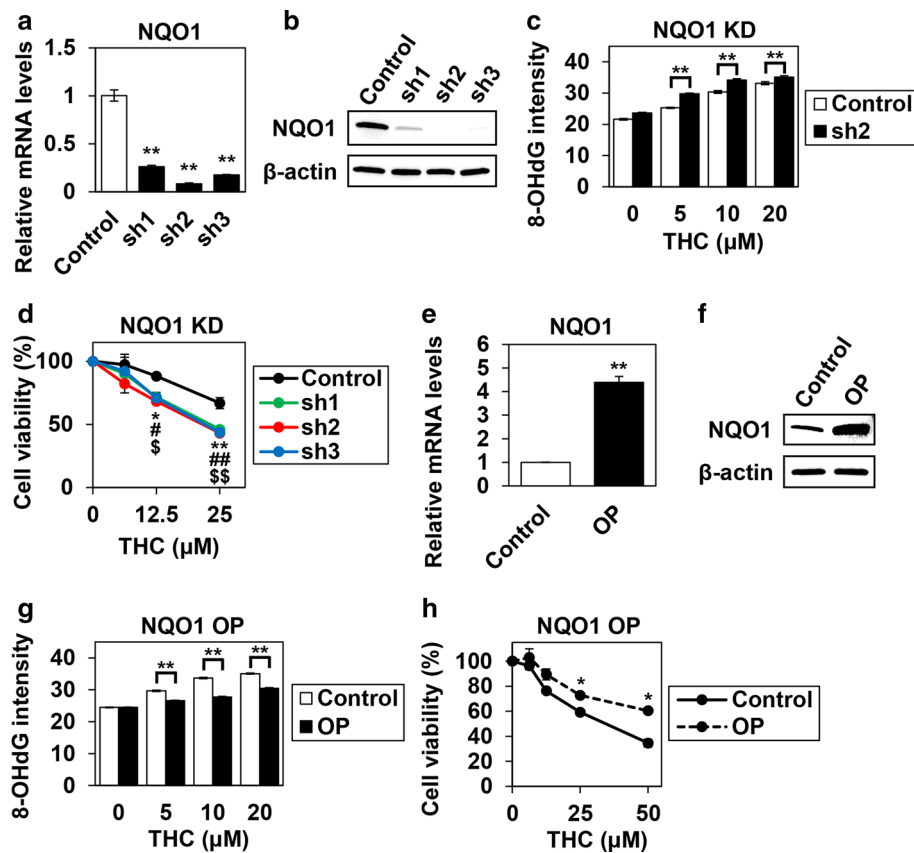 a
NQO1
Relative mRNA levels
1.5
1
0.5
0
**
**
**
Control
sh1
sh2
sh3
b
Control
sh1
sh2
sh3
NQO1
β-actin
c
NQO1 KD
8-OHdG intensity
40
30
20
10
0
**
**
**
0 5 10 20
THC (μM)
Control
sh2
d
NQO1 KD
Cell viability (%)
100
50
0
*
#
$
**
##
$$
0 12.5 25
THC (μM)
Control
sh1
sh2
sh3
e
NQO1
Relative mRNA levels
6
5
4
3
2
1
0
**
Control
OP
f
Control
OP
NQO1
β-actin
g
NQO1 OP
8-OHdG intensity
40
30
20
10
0
**
**
**
0 5 10 20
THC (μM)
Control
OP
h
NQO1 OP
Cell viability (%)
100
80
60
40
20
0
*
*
0 25 50
THC (μM)
Control
OP